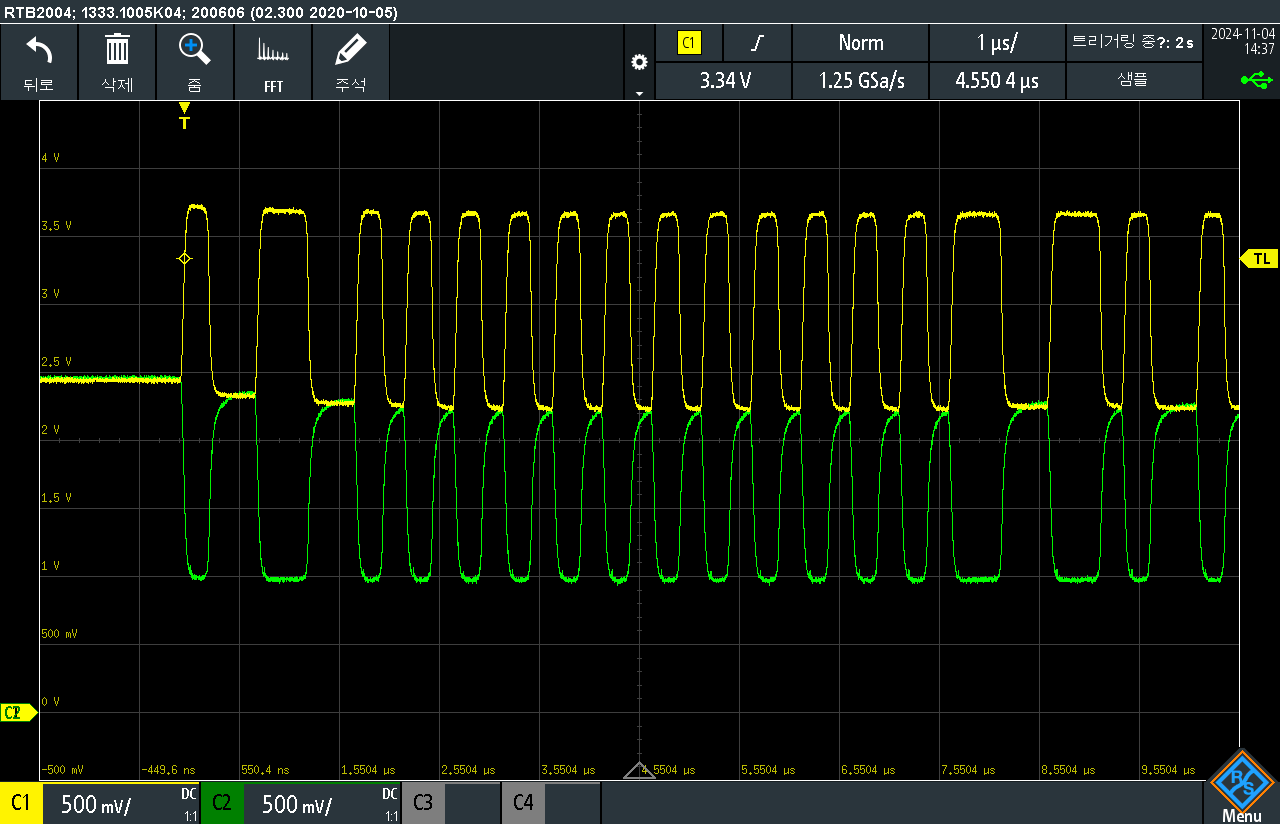 RTB2004; 1333.1005K04; 200606 (02.300 2020-10-05)
뒤로
삭제
줌
FFT
주석
C1
Norm
1 µs/
트리거링 중?: 2 s
2024-11-04
14:37
3.34 V
1.25 GSa/s
4.550 4 µs
샘플
T
4 V
3.5 V
TL
3 V
2.5 V
2 V
1.5 V
1 V
500 mV
0 V
-500 mV
-449.6 ns
550.4 ns
1.5504 µs
2.5504 µs
3.5504 µs
4.5504 µs
5.5504 µs
6.5504 µs
7.5504 µs
8.5504 µs
9.5504 µs
C1
500 mV/
DC
1:1
C2
500 mV/
DC
1:1
C3
C4
R S
Menu